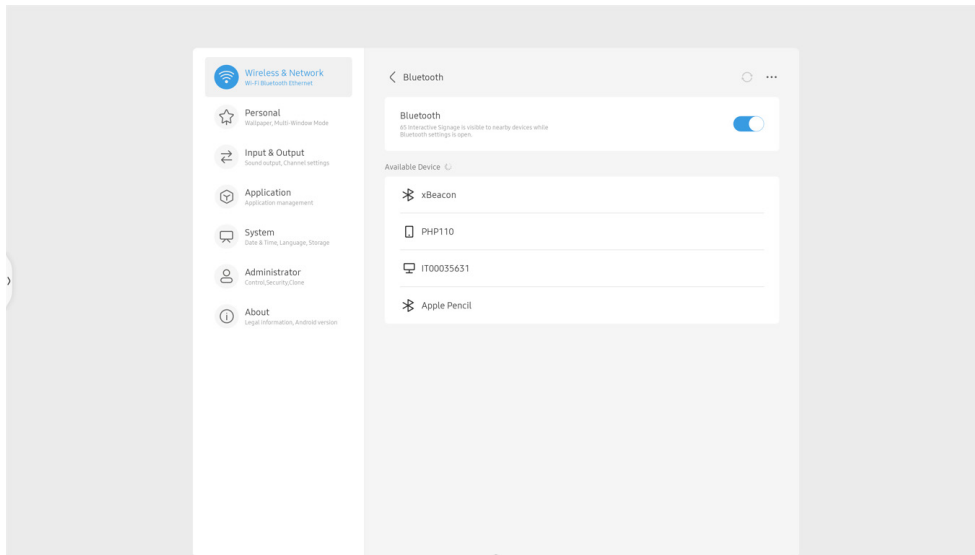 Wireless & Network
Wi-Fi Bluetooth Ethernet
Personal
Wallpaper, Multi-Window Mode
Input & Output
Sound output, Channel settings
Application
Application management
System
Date & Time, Language, Storage
Administrator
Control,Security,Clone
About
Legal information, Android version
Bluetooth
Bluetooth
65 Interactive Signage is visible to nearby devices while
Bluetooth settings is open.
Available Device
xBeacon
PHP110
IT00035631
Apple Pencil